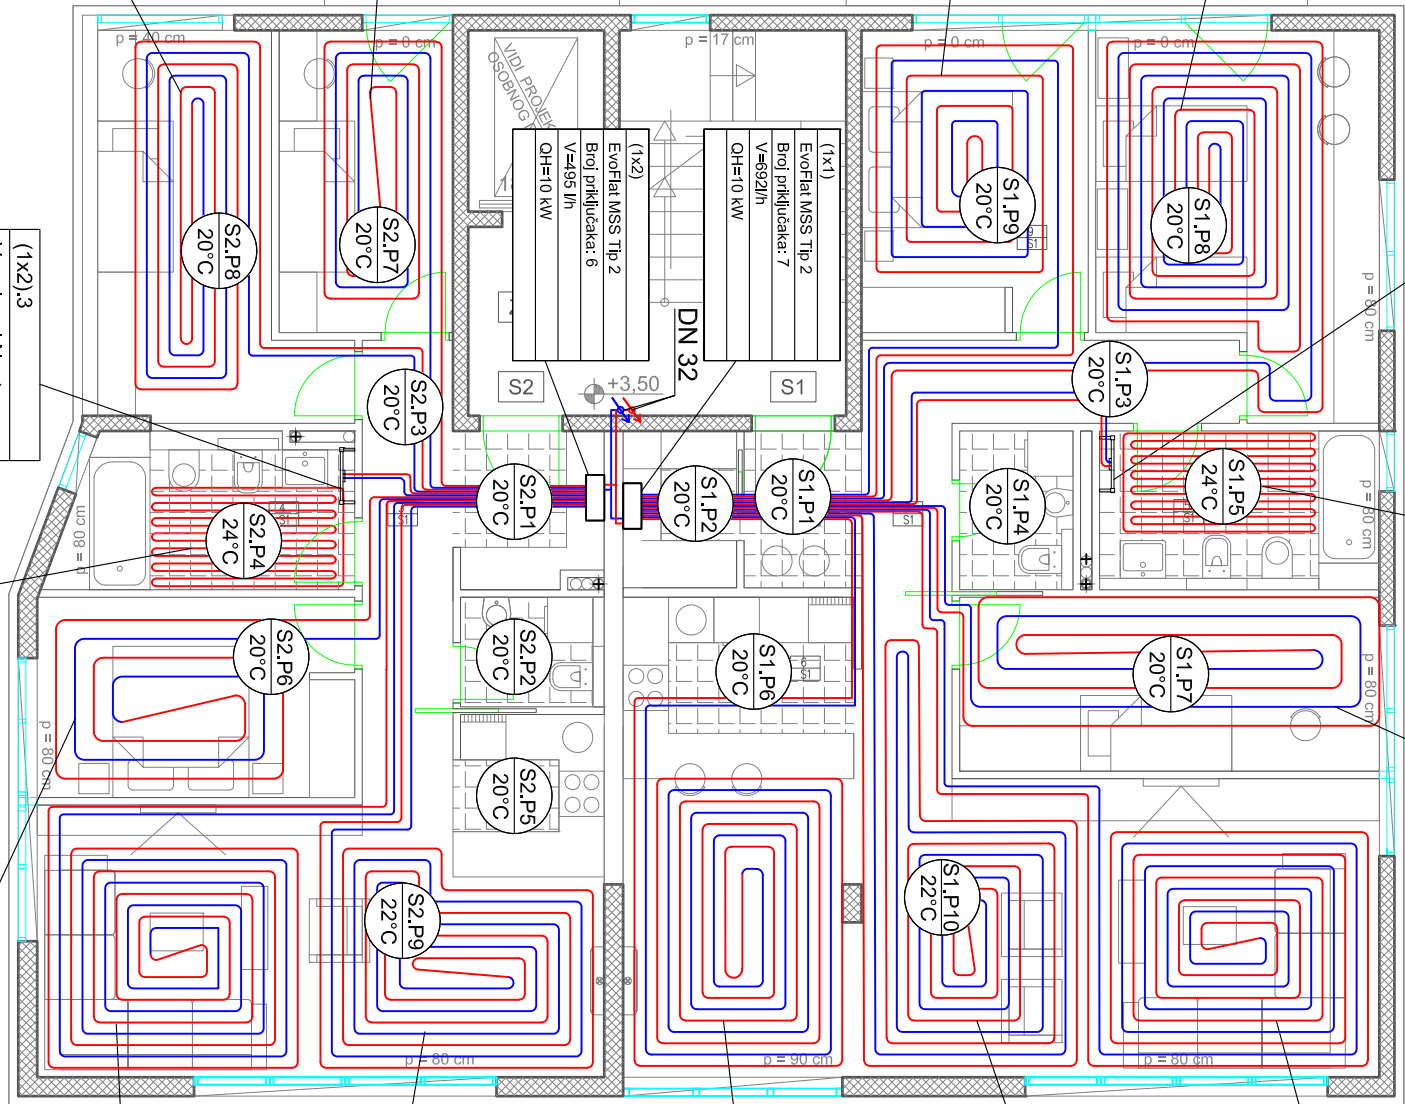 p = 40 cm
p = 0 cm
p = 17 cm
p = 0 cm
p = 0 cm
VIDI PROJEK
OSOBNOG
(1x2)
EvoFlat MSS Tip 2
Broj priključaka: 6
V=495 l/h
QH=10 kW
(1x1)
EvoFlat MSS Tip 2
Broj priključaka: 7
V=692l/h
QH=10 kW
DN 32
+3,50
S2
S1
S2.P8
20°C
S2.P7
20°C
S1.P9
20°C
S1
S1.P8
20°C
p = 80 cm
(1x2).3
S2.P3
20°C
S1.P3
20°C
S2.P1
20°C
S1.P2
20°C
S1.P1
20°C
S1.P4
20°C
S1.P5
24°C
p = 80 cm
S2.P4
24°C
p = 80 cm
S1
S1
S1
S1
S2.P6
20°C
S2.P2
20°C
S1.P6
20°C
S1
S1.P7
20°C
p = 80 cm
p = 80 cm
S2.P5
20°C
S2.P9
22°C
S1.P10
22°C
p = 80 cm
p = 90 cm
p = 80 cm